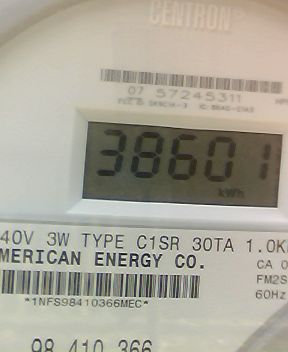 CENTRON
07 57245311
38601
kWh
40V 3W TYPE C1SR 30TA 1.0K
MERICAN ENERGY CO.
CA 0
FM2S
*1NFS98410366MEC*
60Hz
98 410 366